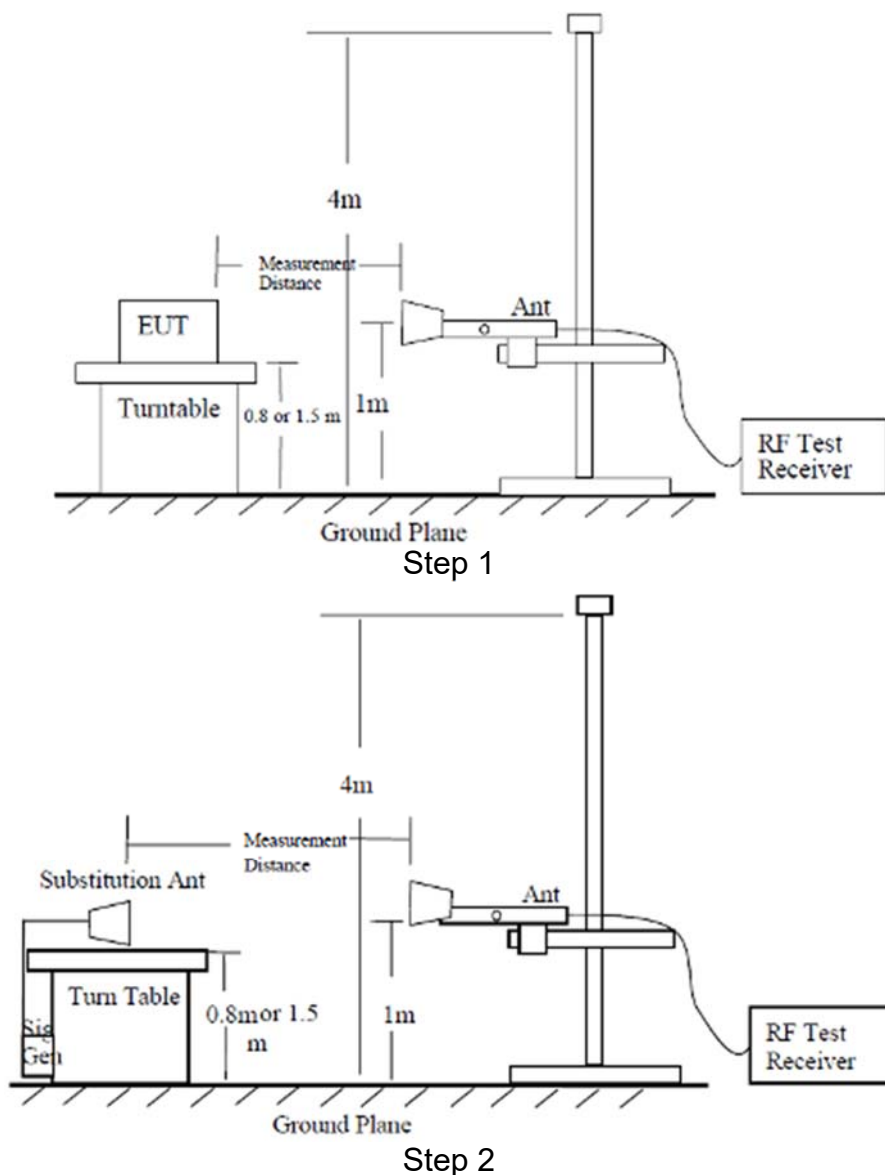 4m
Measurement
Distance
EUT
Ant
Turntable
0.8 or 1.5 m
1m
RF Test
Receiver
Ground Plane
Step 1
4m
Measurement
Distance
Substitution Ant
Ant
Turn Table
0.8m or 1.5
m
1m
Sig
Gen
RF Test
Receiver
Ground Plane
Step 2